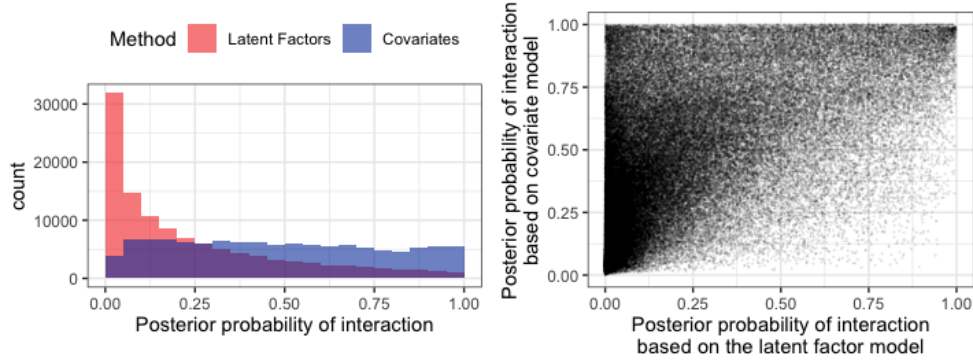 Method Latent Factors Covariates
30000
20000
10000
0
count
0.00 0.25 0.50 0.75 1.00
Posterior probability of interaction
Posterior probability of interaction
based on covariate model
1.00
0.75
0.50
0.25
0.00
0.00 0.25 0.50 0.75 1.00
Posterior probability of interaction
based on the latent factor model